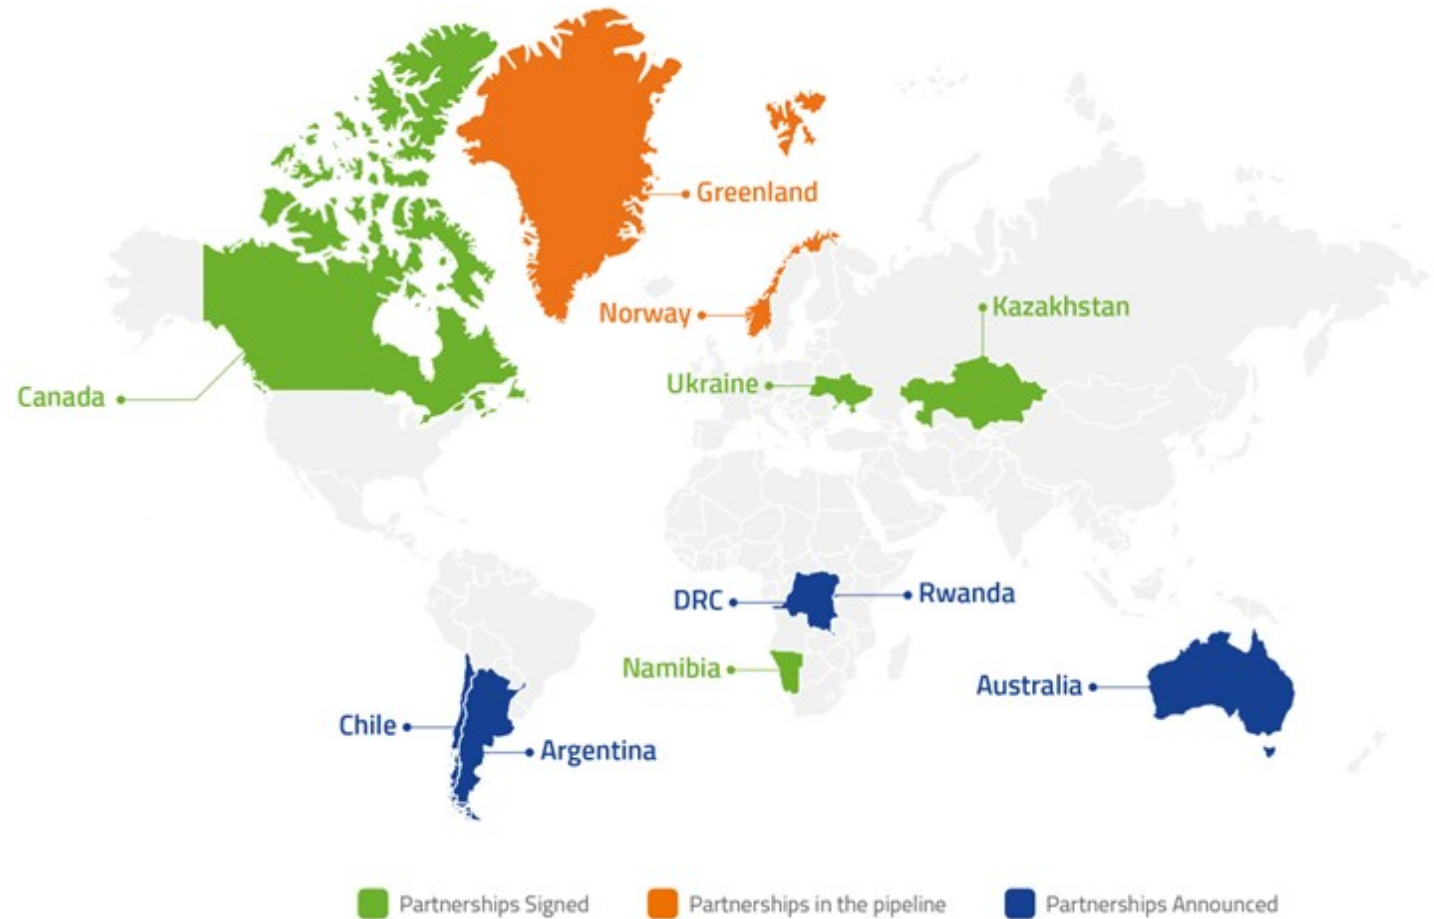 Greenland
Norway
Kazakhstan
Ukraine
Canada
DRC
Rwanda
Namibia
Australia
Chile
Argentina
Partnerships Signed
Partnerships in the pipeline
Partnerships Announced